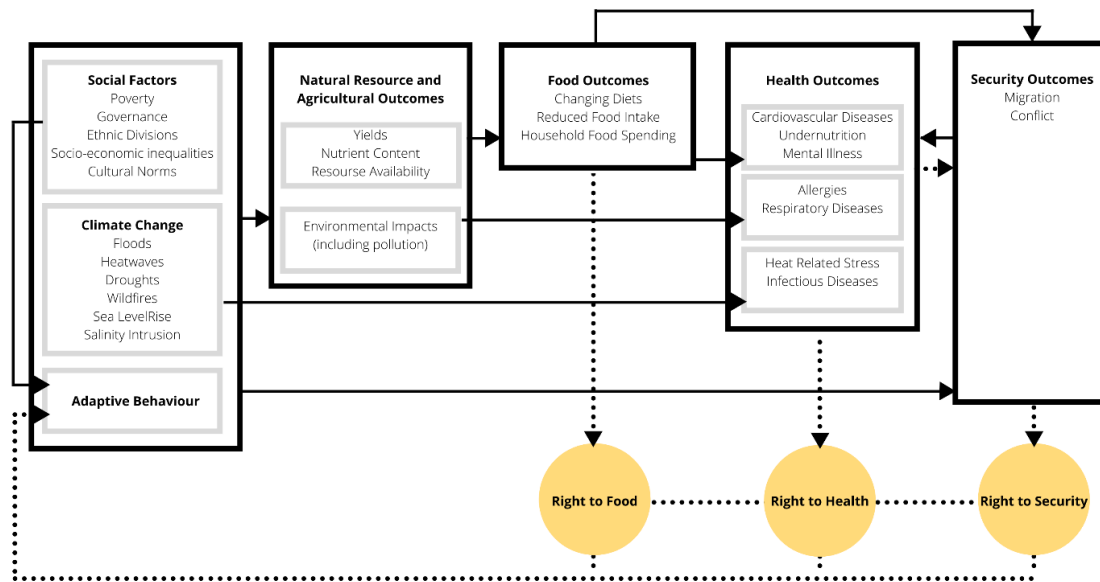 Social Factors
Poverty
Governance
Ethnic Divisions
Socio-economic inequalities
Cultural Norms
Climate Change
Floods
Heatwaves
Droughts
Wildfires
Sea LevelRise
Salinity Intrusion
Adaptive Behaviour
Natural Resource and
Agricultural Outcomes
Yields
Nutrient Content
Resourse Availability
Environmental Impacts
(including pollution)
Food Outcomes
Changing Diets
Reduced Food Intake
Household Food Spending
Health Outcomes
Cardiovascular Diseases
Undernutrition
Mental Illness
Allergies
Respiratory Diseases
Heat Related Stress
Infectious Diseases
Security Outcomes
Migration
Conflict
Right to Food
Right to Health
Right to Security